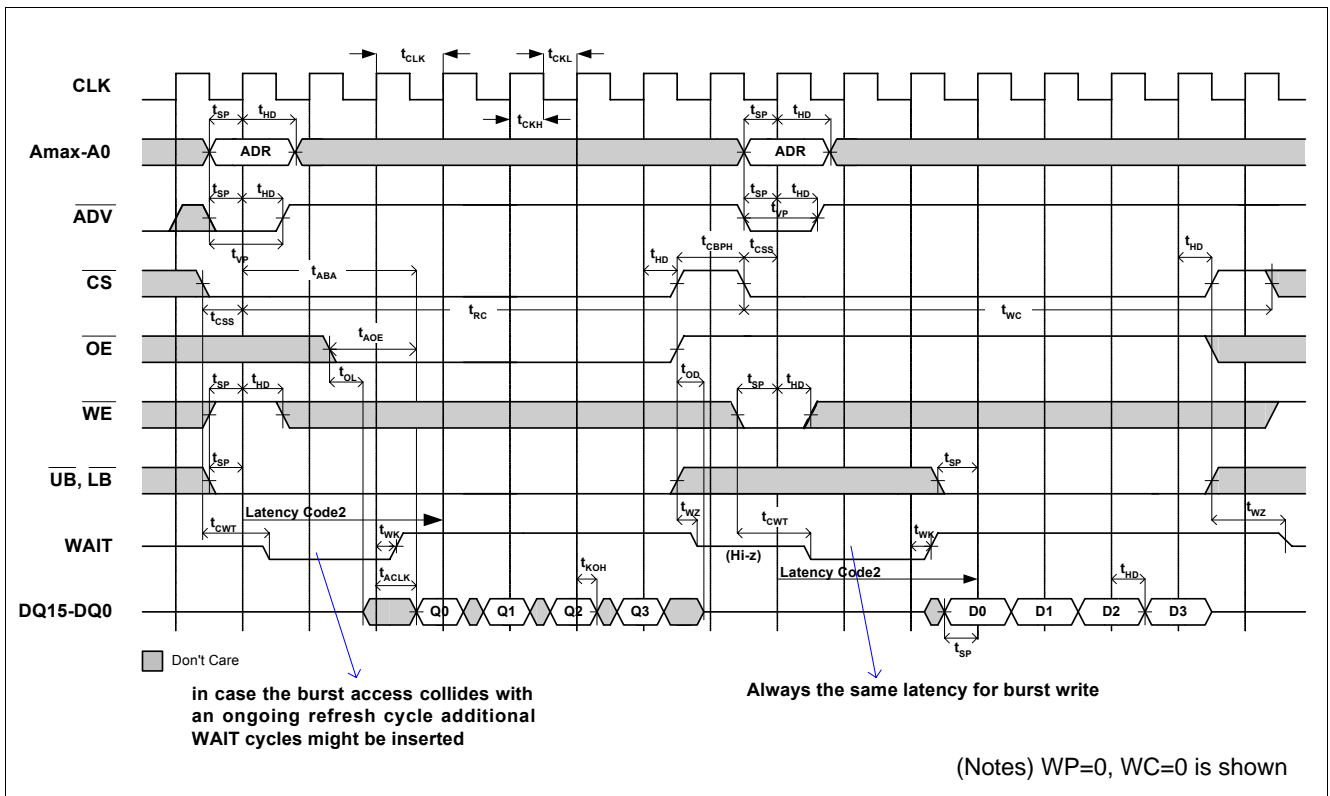 tCLK tCKL
CLK
tSP tHD tCKH tSP tHD
Amax-A0 ADR ADR
tSP tHD tSP tHD
ADV tVP
tVP tABA tHD tCBPH tCSS tHD
CS
tCSS tRC tWC
tAOE
OE
tOL tOD
tSP tHD tSP tHD
WE
tSP tSP
UB, LB
Latency Code2
tCWT tWK tWZ tCWT tWK tWZ
WAIT (Hi-z)
tACLK tKOH Latency Code2 tHD
DQ15-DQ0 Q0 Q1 Q2 Q3 D0 D1 D2 D3
tSP
Don't Care
in case the burst access collides with
an ongoing refresh cycle additional
WAIT cycles might be inserted
Always the same latency for burst write
(Notes) WP=0, WC=0 is shown